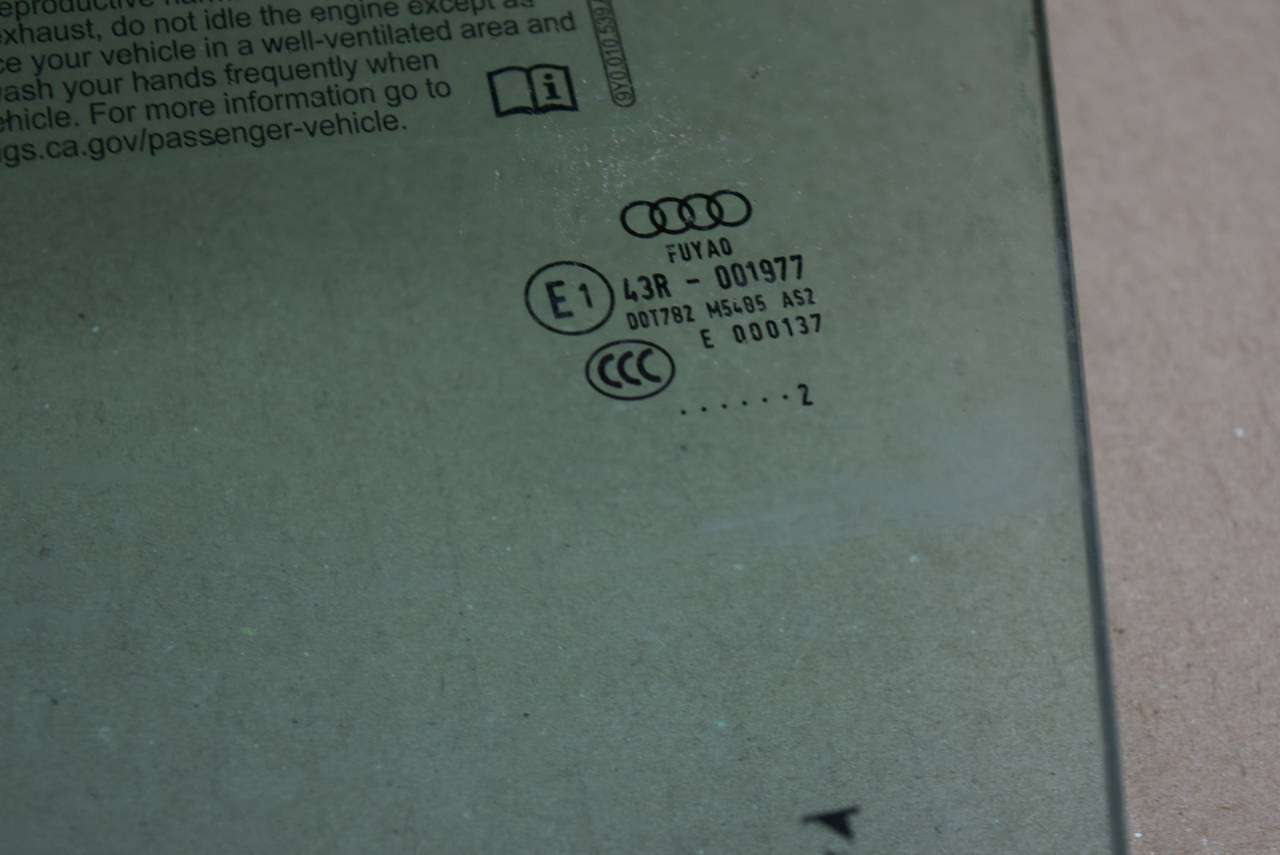 exhaust, do not idle the engine except as
ce your vehicle in a well-ventilated area and
ash your hands frequently when
ehicle. For more information go to
gs.ca.gov/passenger-vehicle.
i
FUYAO
E1
43R - 001977
DOT782 M5485 AS2
E 000137
CCC
. . . . . . 2